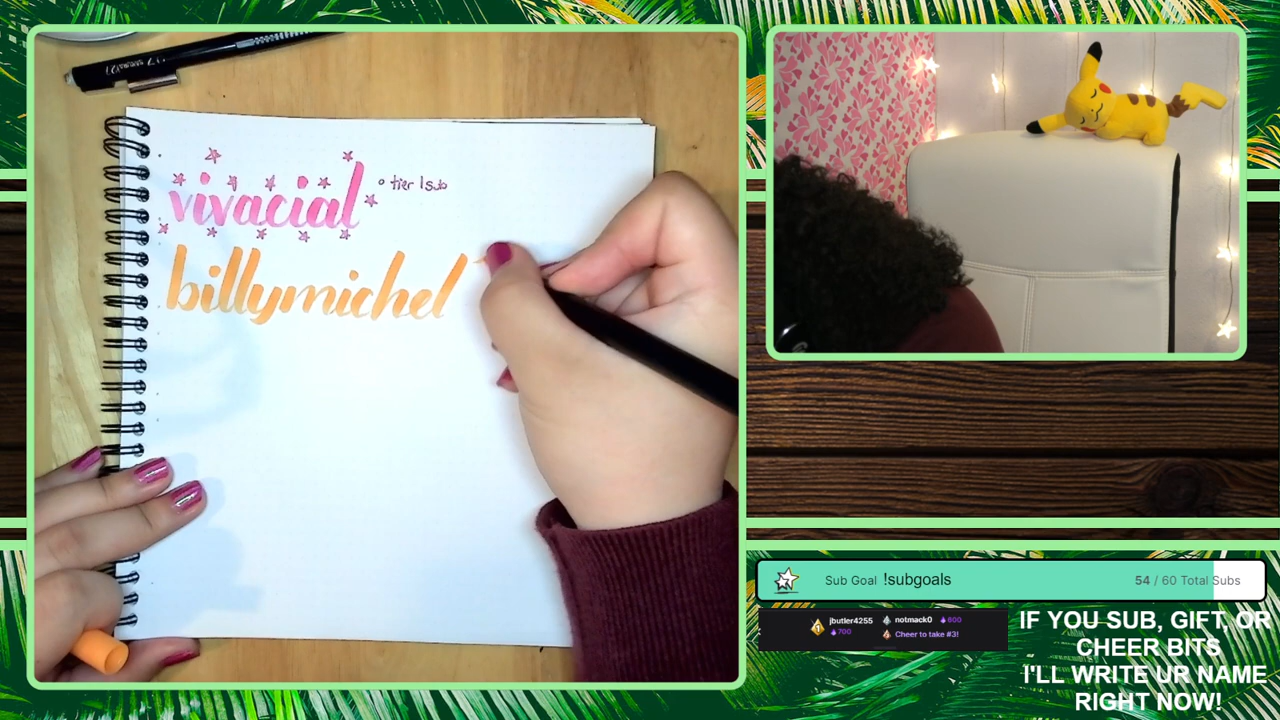 vivacial
tier 1 sub
billymichel
Sub Goal !subgoals
54 / 60 Total Subs
1
jbutler4255
700
notmack0 600
Cheer to take #3!
IF YOU SUB, GIFT, OR
CHEER BITS
I'LL WRITE UR NAME
RIGHT NOW!